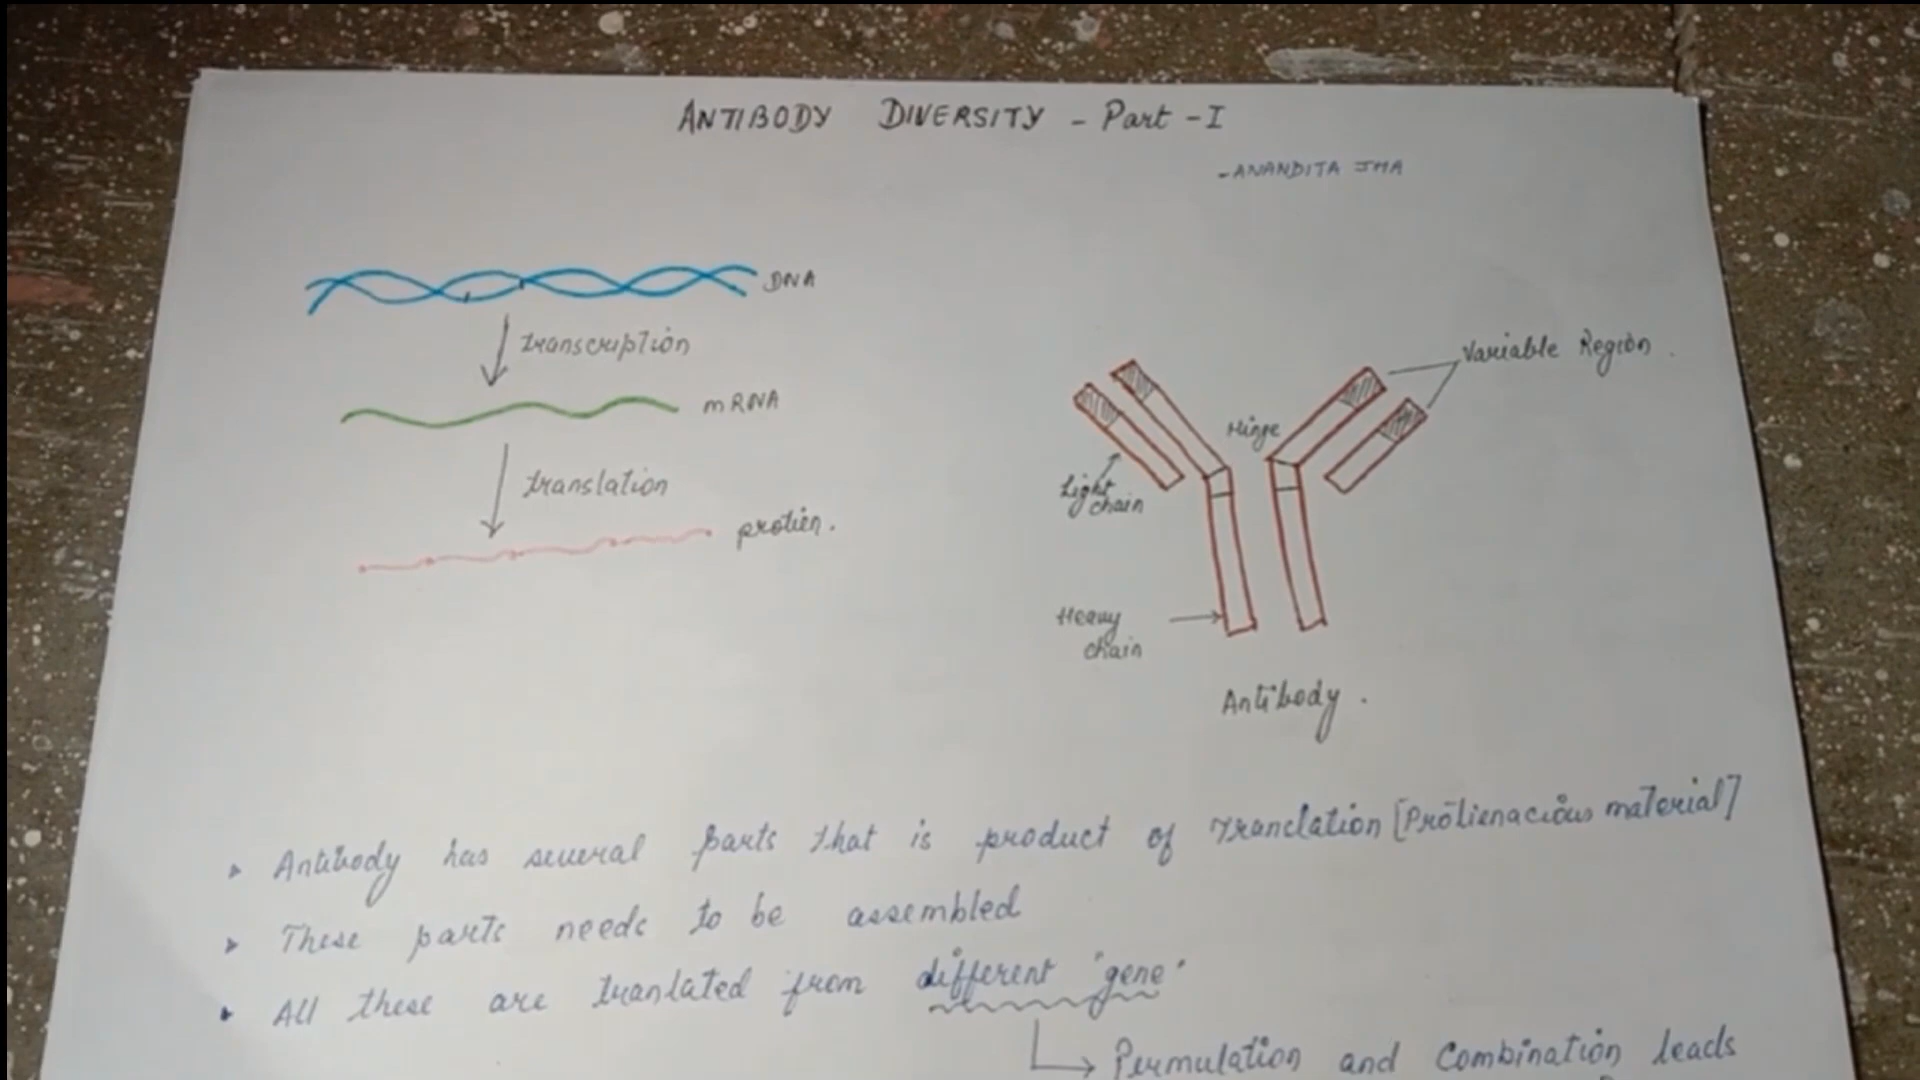 ANTIBODY DIVERSITY - Part - I
- ANANDITA JHA
DNA
transcription
mRNA
translation
protien.
Variable Region.
Hinge
Light chain
Heavy chain
Antibody.
Antibody has several parts that is product of Tranclation [Protienacious material]
These parts needs to be assembled
All these are tranlated from different "gene"
Permulation and Combination leads